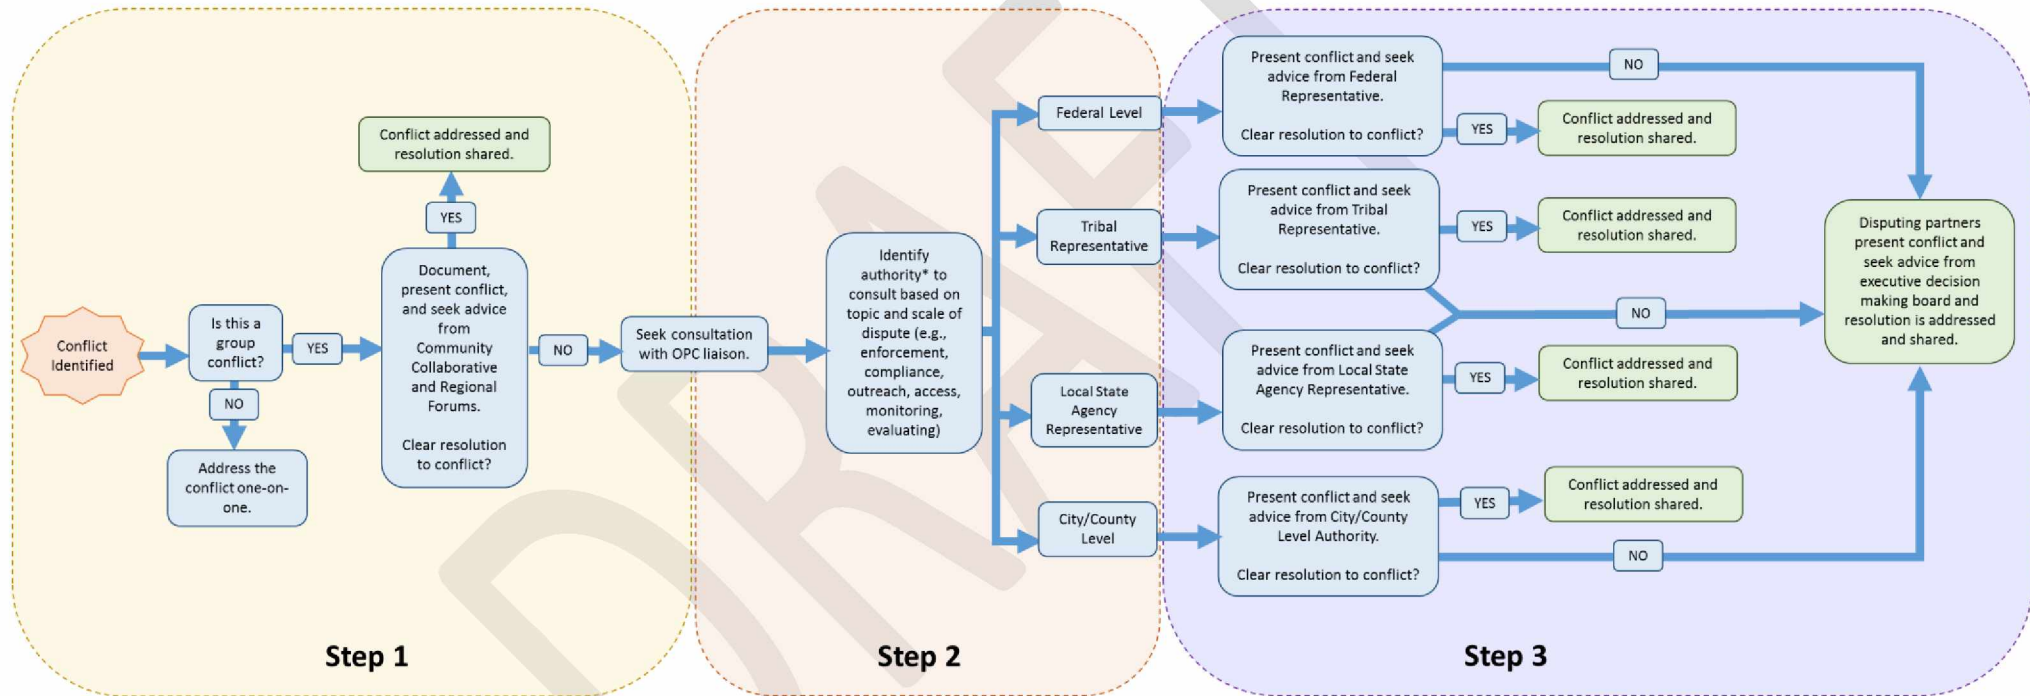 Conflict
Identified
Is this a
group
conflict?
YES
NO
Address the
conflict one-on-
one.
Document,
present conflict,
and seek advice
from
Community
Collaborative
and Regional
Forums.
Clear resolution
to conflict?
YES
Conflict addressed and
resolution shared.
NO
Seek consultation
with OPC liaison.
Step 1
Identify
authority* to
consult based on
topic and scale of
dispute (e.g.,
enforcement,
compliance,
outreach, access,
monitoring,
evaluating)
Federal Level
Tribal
Representative
Local State
Agency
Representative
City/County
Level
Step 2
Present conflict and seek
advice from Federal
Representative.
Clear resolution to conflict?
NO
YES
Conflict addressed and
resolution shared.
Present conflict and seek
advice from Tribal
Representative.
Clear resolution to conflict?
YES
Conflict addressed and
resolution shared.
NO
Present conflict and seek
advice from Local State
Agency Representative.
Clear resolution to conflict?
YES
Conflict addressed and
resolution shared.
Present conflict and seek
advice from City/County
Level Authority.
Clear resolution to conflict?
YES
Conflict addressed and
resolution shared.
NO
Disputing partners
present conflict and
seek advice from
executive decision
making board and
resolution is addressed
and shared.
Step 3
DRAFT